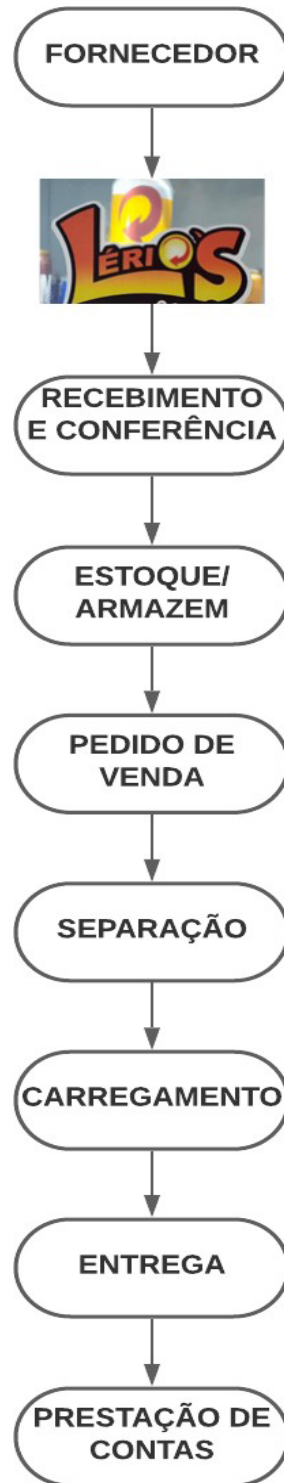 FORNECEDOR
LÉRIO'S
RECEBIMENTO
E CONFERÊNCIA
ESTOQUE/
ARMAZEM
PEDIDO DE
VENDA
SEPARAÇÃO
CARREGAMENTO
ENTREGA
PRESTAÇÃO DE
CONTAS